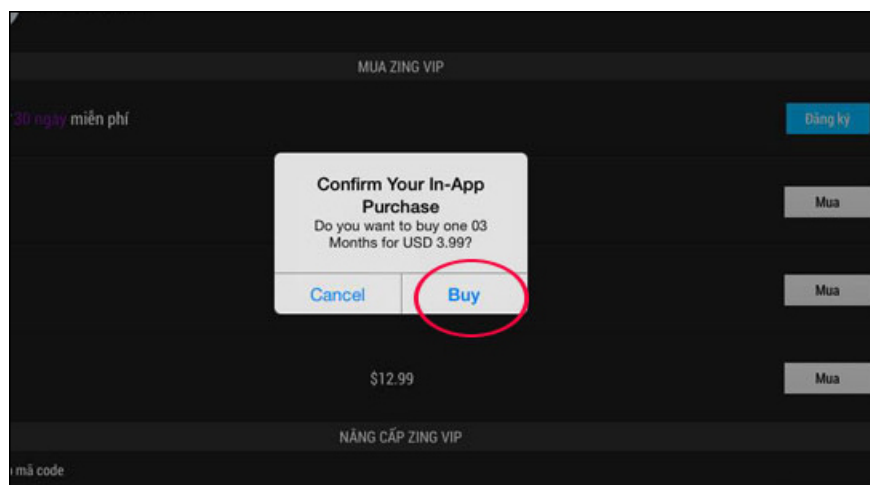 MUA ZING VIP
30 ngày miễn phí
Đăng ký
Confirm Your In-App
Purchase
Do you want to buy one 03
Months for USD 3.99?
Mua
Cancel
Buy
Mua
$12.99
Mua
NÂNG CẤP ZING VIP
mã code